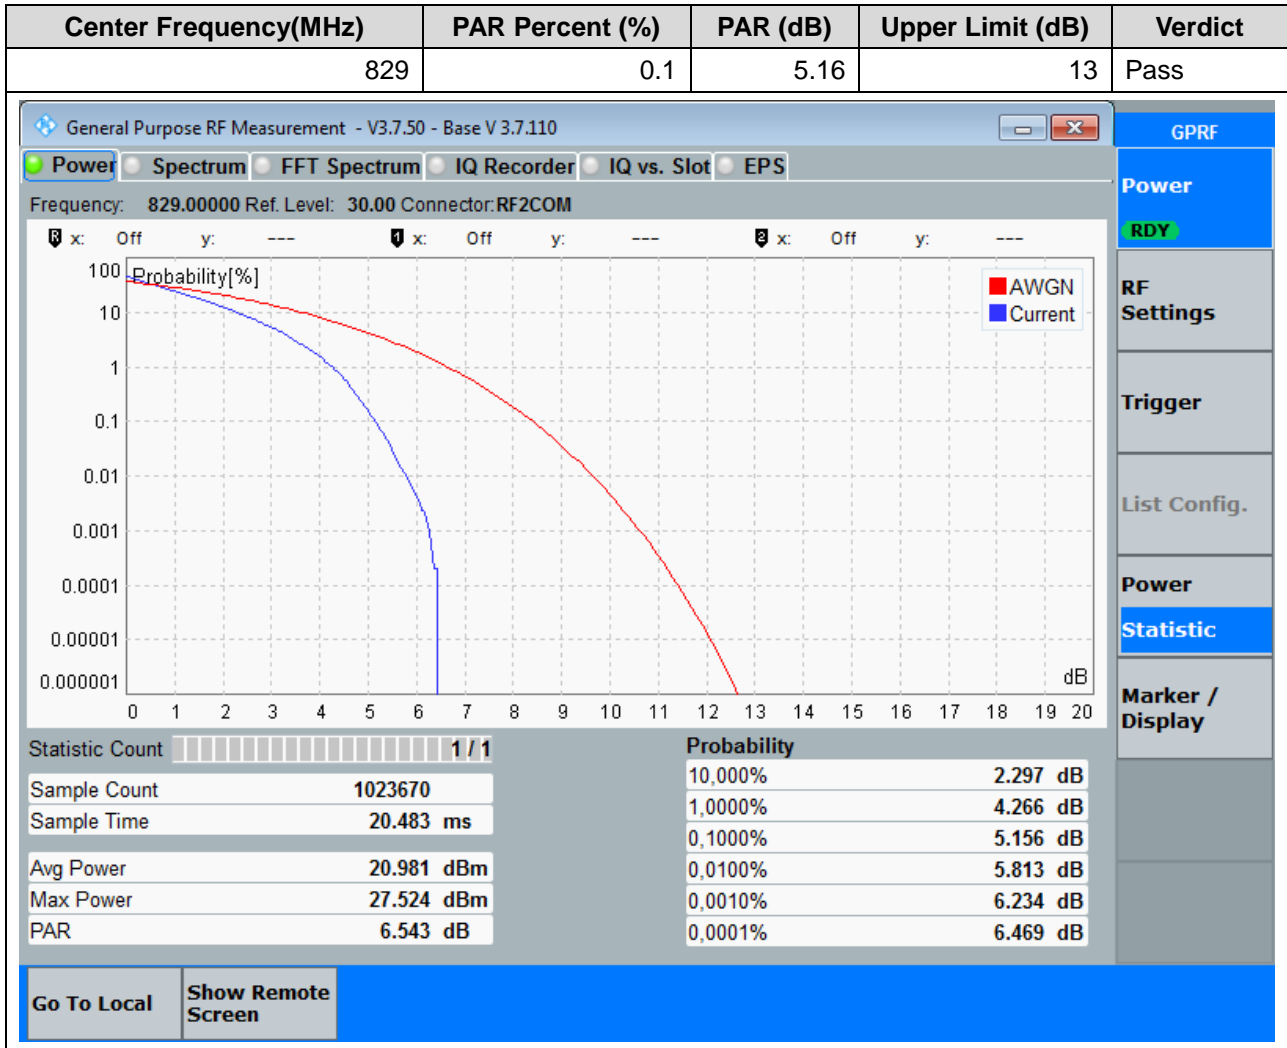 Center Frequency(MHz) PAR Percent (%) PAR (dB) Upper Limit (dB) Verdict
829 0.1 5.16 13 Pass
General Purpose RF Measurement - V3.7.50 - Base V 3.7.110
GPRF
Power Spectrum FFT Spectrum IQ Recorder IQ vs. Slot EPS
Power
RDY
Frequency: 829.00000 Ref. Level: 30.00 Connector:RF2COM
R x: Off y: --- 1 x: Off y: --- 2 x: Off y: ---
Probability[%]
AWGN
Current
100
10
1
0.1
0.01
0.001
0.0001
0.00001
0.000001
dB
0 1 2 3 4 5 6 7 8 9 10 11 12 13 14 15 16 17 18 19 20
RF
Settings
Trigger
List Config.
Power
Statistic
Marker /
Display
Statistic Count 1 / 1
Sample Count 1023670
Sample Time 20.483 ms
Avg Power 20.981 dBm
Max Power 27.524 dBm
PAR 6.543 dB
Probability
10,000% 2.297 dB
1,0000% 4.266 dB
0,1000% 5.156 dB
0,0100% 5.813 dB
0,0010% 6.234 dB
0,0001% 6.469 dB
Go To Local
Show Remote
Screen